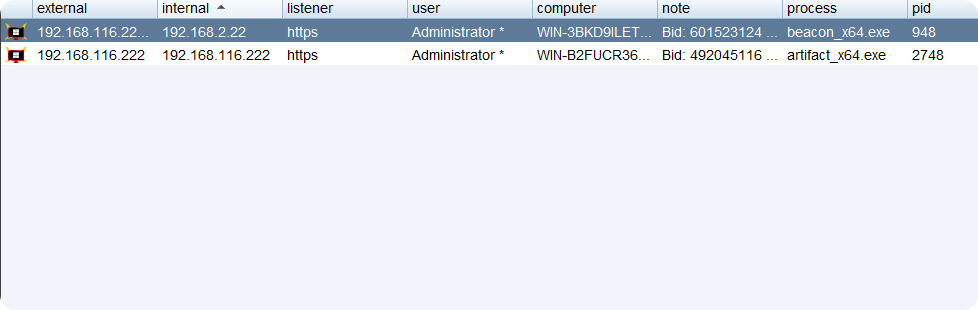 external internal listener user computer note process pid
192.168.116.22... 192.168.2.22 https Administrator * WIN-3BKD9ILET... Bid: 601523124 ... beacon_x64.exe 948
192.168.116.222 192.168.116.222 https Administrator * WIN-B2FUCR36... Bid: 492045116 ... artifact_x64.exe 2748